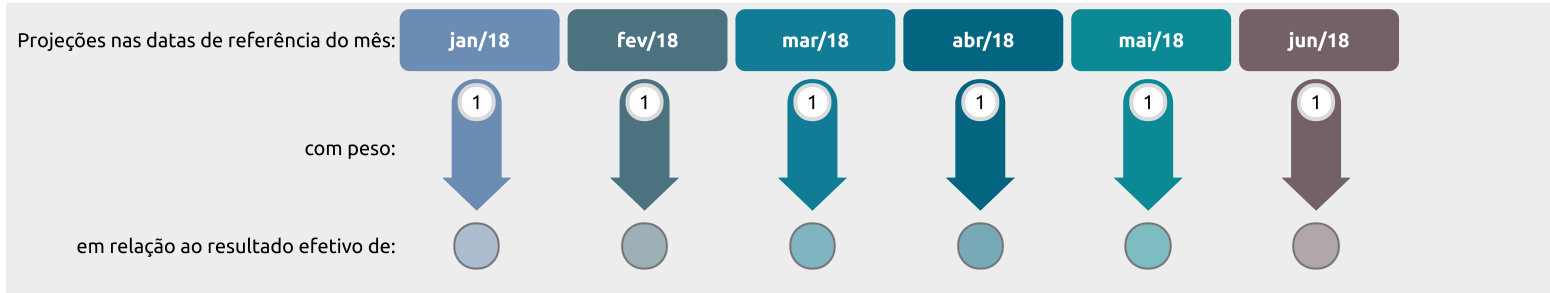 Projeções nas datas de referência do mês: jan/18 fev/18 mar/18 abr/18 mai/18 jun/18
1 1 1 1 1 1
com peso:
em relação ao resultado efetivo de: